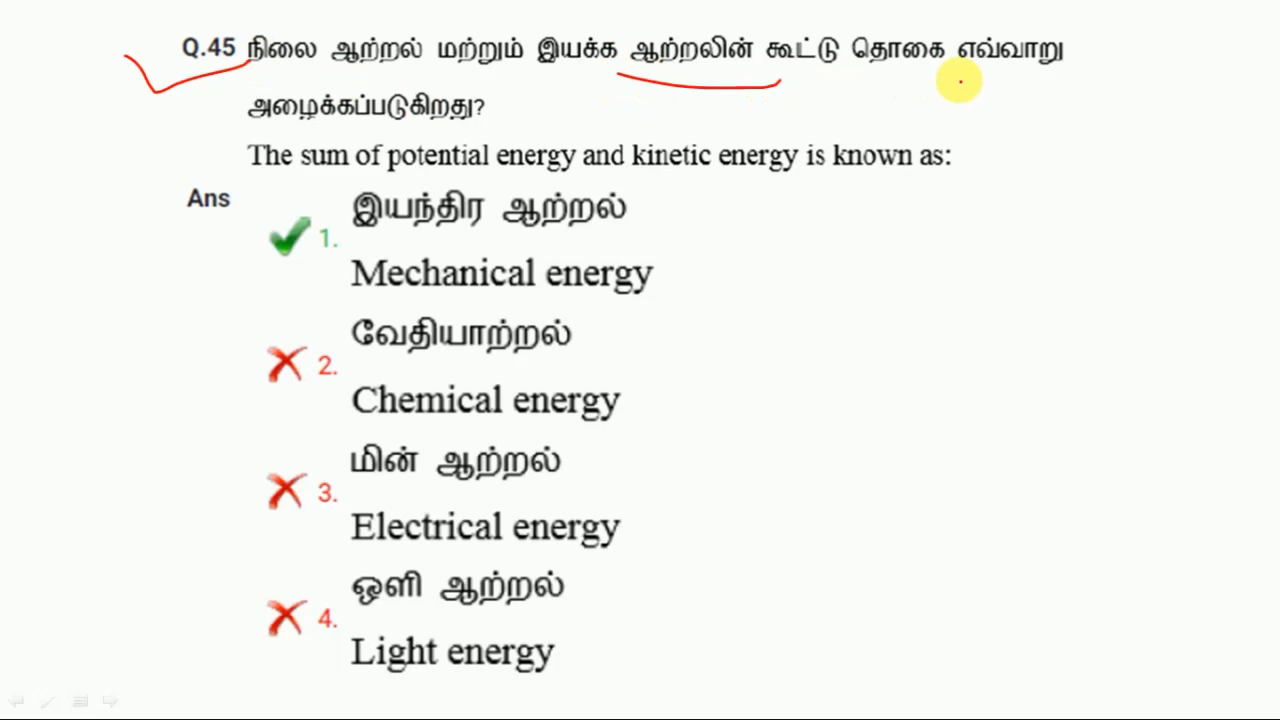 Q.45 நிலை ஆற்றல் மற்றும் இயக்க ஆற்றலின் கூட்டு தொகை எவ்வாறு
அழைக்கப்படுகிறது?
The sum of potential energy and kinetic energy is known as:
Ans
இயந்திர ஆற்றல்
1.
Mechanical energy
வேதியாற்றல்
2.
Chemical energy
மின் ஆற்றல்
3.
Electrical energy
ஒளி ஆற்றல்
4.
Light energy